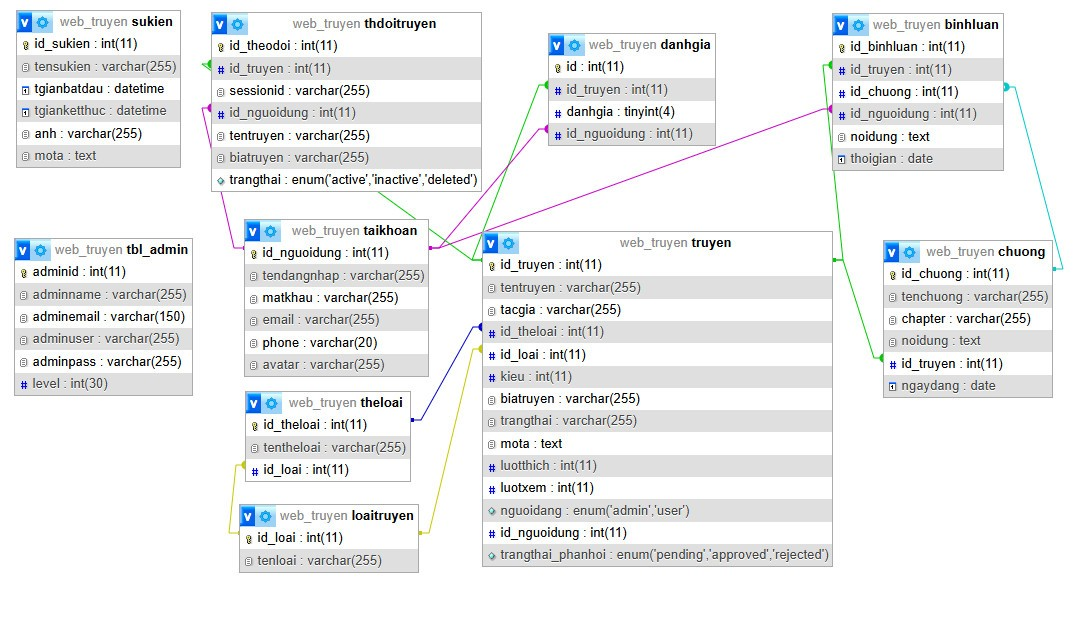 web_truyen sukien
id_sukien : int(11)
tensukien : varchar(255)
tgianbatdau : datetime
tgianketthuc : datetime
anh : varchar(255)
mota : text
web_truyen thdoitruyen
id_theodoi : int(11)
id_truyen : int(11)
sessionid : varchar(255)
id_nguoidung : int(11)
tentruyen : varchar(255)
biatruyen : varchar(255)
trangthai : enum('active','inactive','deleted')
web_truyen danhgia
id : int(11)
id_truyen : int(11)
danhgia : tinyint(4)
id_nguoidung : int(11)
web_truyen binhluan
id_binhluan : int(11)
id_truyen : int(11)
id_chuong : int(11)
id_nguoidung : int(11)
noidung : text
thoigian : date
web_truyen tbl_admin
adminid : int(11)
adminname : varchar(255)
adminemail : varchar(150)
adminuser : varchar(255)
adminpass : varchar(255)
level : int(30)
web_truyen taikhoan
id_nguoidung : int(11)
tendangnhap : varchar(255)
matkhau : varchar(255)
email : varchar(255)
phone : varchar(20)
avatar : varchar(255)
web_truyen truyen
id_truyen : int(11)
tentruyen : varchar(255)
tacgia : varchar(255)
id_theloai : int(11)
id_loai : int(11)
kieu : int(11)
biatruyen : varchar(255)
trangthai : varchar(255)
mota : text
luotthich : int(11)
luotxem : int(11)
nguoidang : enum('admin','user')
id_nguoidung : int(11)
trangthai_phanhoi : enum('pending','approved','rejected')
web_truyen chuong
id_chuong : int(11)
tenchuong : varchar(255)
chapter : varchar(255)
noidung : text
id_truyen : int(11)
ngaydang : date
web_truyen theloai
id_theloai : int(11)
tentheloai : varchar(255)
id_loai : int(11)
web_truyen loaitruyen
id_loai : int(11)
tenloai : varchar(255)